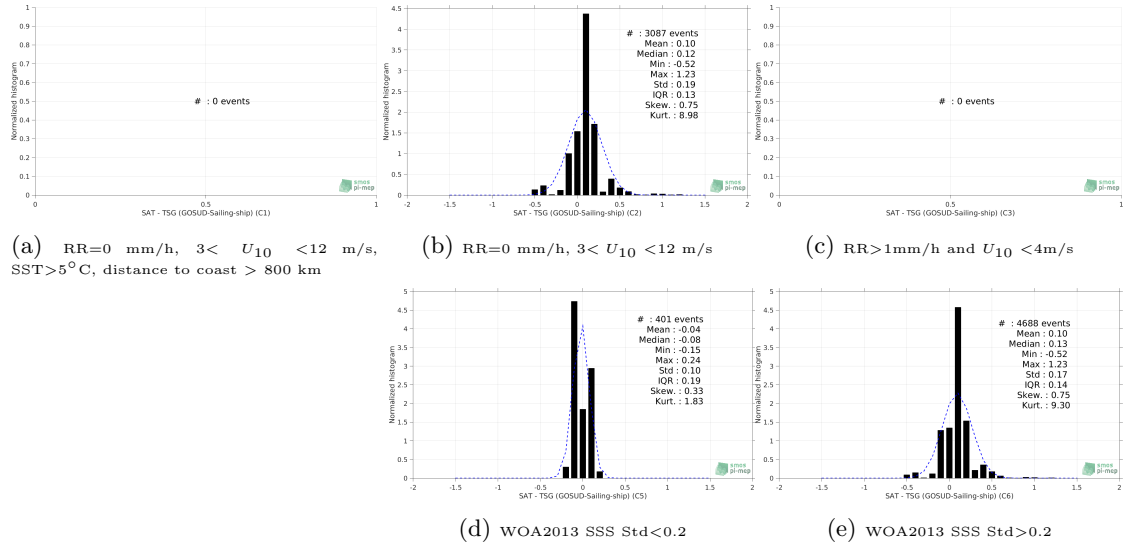 1
0.9
0.8
0.7
0.6
0.5
0.4
0.3
0.2
0.1
0
0 0.5 1
Normalized histogram
# : 0 events
smos
pi-mep
SAT - TSG (GOSUD-Sailing-ship) (C1)
4.5
4
3.5
3
2.5
2
1.5
1
0.5
0
-2 -1.5 -1 -0.5 0 0.5 1 1.5 2
Normalized histogram
# : 3087 events
Mean : 0.10
Median : 0.12
Min : -0.52
Max : 1.23
Std : 0.19
IQR : 0.13
Skew. : 0.75
Kurt. : 8.98
smos
pi-mep
SAT - TSG (GOSUD-Sailing-ship) (C2)
1
0.9
0.8
0.7
0.6
0.5
0.4
0.3
0.2
0.1
0
0 0.5 1
Normalized histogram
# : 0 events
smos
pi-mep
SAT - TSG (GOSUD-Sailing-ship) (C3)
(a) RR=0 mm/h, 3< U10 <12 m/s,
SST>5°C, distance to coast > 800 km
(b) RR=0 mm/h, 3< U10 <12 m/s
(c) RR>1mm/h and U10 <4m/s
5
4.5
4
3.5
3
2.5
2
1.5
1
0.5
0
-2 -1.5 -1 -0.5 0 0.5 1 1.5 2
Normalized histogram
# : 401 events
Mean : -0.04
Median : -0.08
Min : -0.15
Max : 0.24
Std : 0.10
IQR : 0.19
Skew. : 0.33
Kurt. : 1.83
smos
pi-mep
SAT - TSG (GOSUD-Sailing-ship) (C5)
5
4.5
4
3.5
3
2.5
2
1.5
1
0.5
0
-2 -1.5 -1 -0.5 0 0.5 1 1.5 2
Normalized histogram
# : 4688 events
Mean : 0.10
Median : 0.13
Min : -0.52
Max : 1.23
Std : 0.17
IQR : 0.14
Skew. : 0.75
Kurt. : 9.30
smos
pi-mep
SAT - TSG (GOSUD-Sailing-ship) (C6)
(d) WOA2013 SSS Std<0.2
(e) WOA2013 SSS Std>0.2